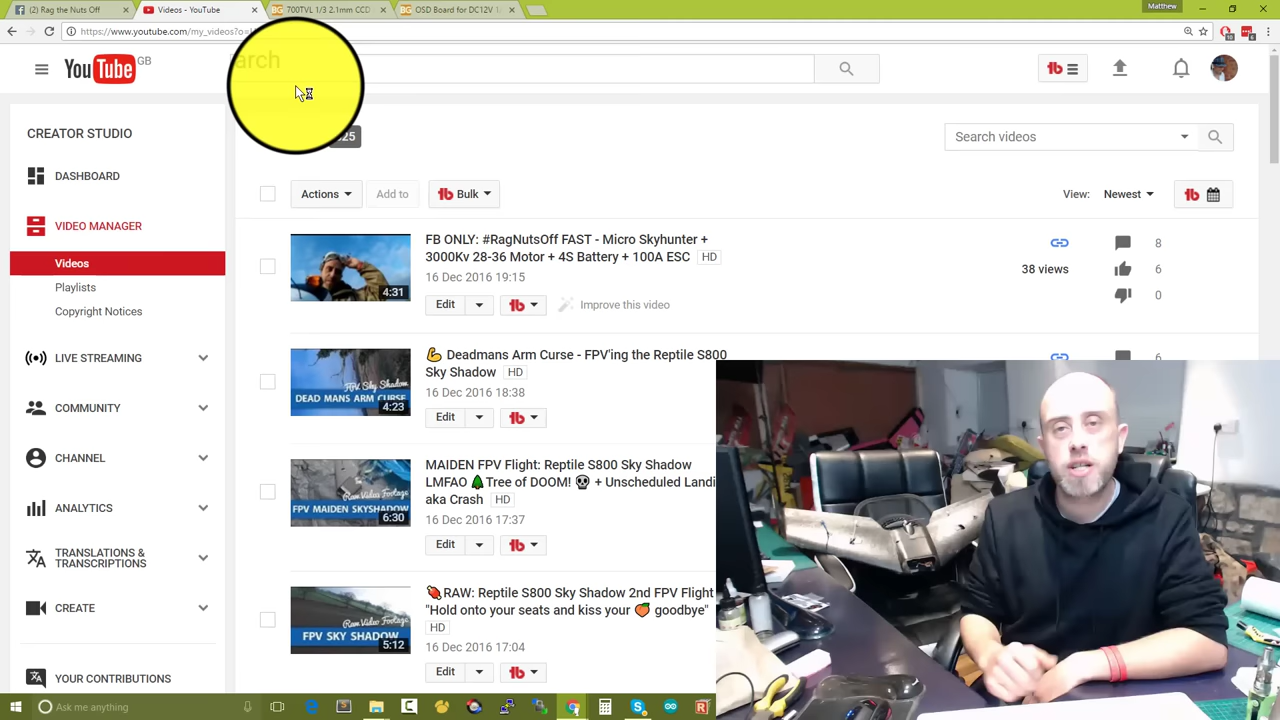 (2) Rag the Nuts Off
Videos - YouTube
700TVL 1/3 2.1mm CCD
OSD Board for DC12V 1/
Matthew
https://www.youtube.com/my_videos?o=
YouTube GB
arch
CREATOR STUDIO
25
Search videos
DASHBOARD
Actions
Add to
Bulk
View:
Newest
VIDEO MANAGER
Videos
Playlists
Copyright Notices
LIVE STREAMING
COMMUNITY
CHANNEL
ANALYTICS
TRANSLATIONS &
TRANSCRIPTIONS
CREATE
YOUR CONTRIBUTIONS
FB ONLY: #RagNutsOff FAST - Micro Skyhunter +
3000Kv 28-36 Motor + 4S Battery + 100A ESC HD
16 Dec 2016 19:15
4:31
Edit
Improve this video
38 views
8
6
0
💪 Deadmans Arm Curse - FPV'ing the Reptile S800
Sky Shadow HD
16 Dec 2016 18:38
FPV Sky Shadow
DEAD MANS ARM CURSE
4:23
Edit
6
MAIDEN FPV Flight: Reptile S800 Sky Shadow
LMFAO 🌲Tree of DOOM! 💀 + Unscheduled Landi
aka Crash HD
16 Dec 2016 17:37
Raw Video Footage
FPV MAIDEN SKYSHADOW
6:30
Edit
RAW: Reptile S800 Sky Shadow 2nd FPV Flight
"Hold onto your seats and kiss your 🍑 goodbye"
HD
16 Dec 2016 17:04
Raw Video Footage
FPV SKY SHADOW
5:12
Edit
Ask me anything